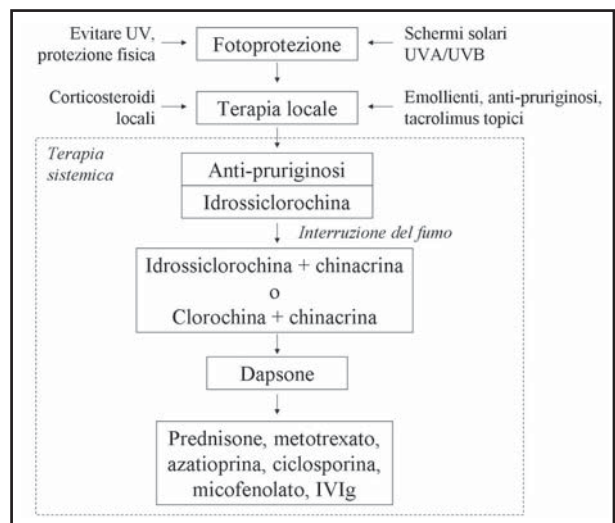 Evitare UV,
protezione fisica
Fotoprotezione
Schermi solari
UVA/UVB
Corticosteroidi
locali
Terapia locale
Emollienti, anti-pruriginosi,
tacrolimus topici
Terapia
sistemica
Anti-pruriginosi
Idrossiclorochina
Interruzione del fumo
Idrossiclorochina + chinacrina
o
Clorochina + chinacrina
Dapsone
Prednisone, metotrexato,
azatioprina, ciclosporina,
micofenolato, IVIg